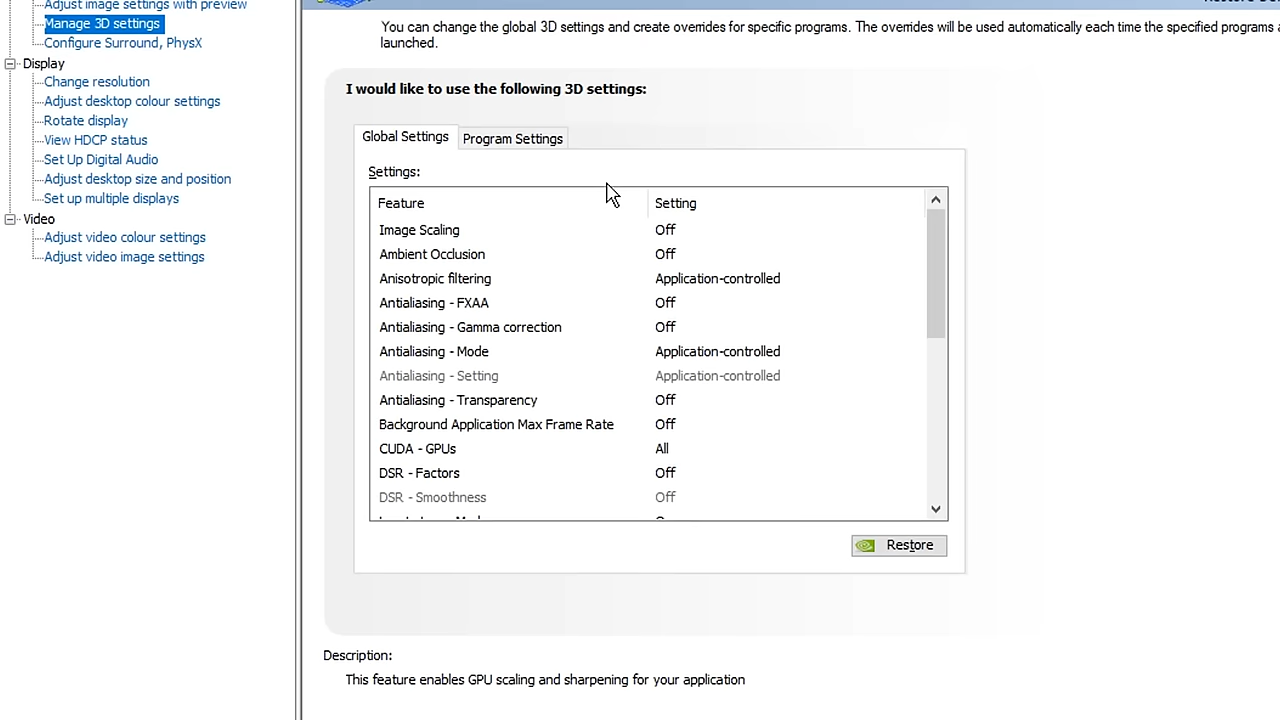 Adjust image settings with preview
Manage 3D settings
Configure Surround, PhysX
Display
Change resolution
Adjust desktop colour settings
Rotate display
View HDCP status
Set Up Digital Audio
Adjust desktop size and position
Set up multiple displays
Video
Adjust video colour settings
Adjust video image settings
You can change the global 3D settings and create overrides for specific programs. The overrides will be used automatically each time the specified programs
launched.
I would like to use the following 3D settings:
Global Settings
Program Settings
Settings:
Feature Setting
Image Scaling Off
Ambient Occlusion Off
Anisotropic filtering Application-controlled
Antialiasing - FXAA Off
Antialiasing - Gamma correction Off
Antialiasing - Mode Application-controlled
Antialiasing - Setting Application-controlled
Antialiasing - Transparency Off
Background Application Max Frame Rate Off
CUDA - GPUs All
DSR - Factors Off
DSR - Smoothness Off
Restore
Description:
This feature enables GPU scaling and sharpening for your application